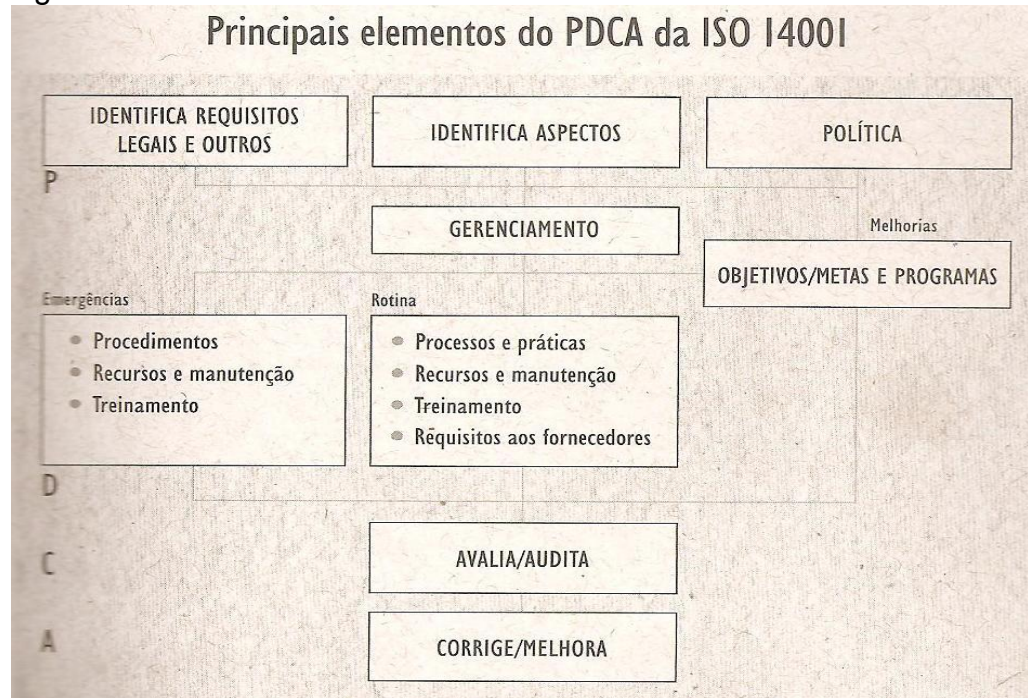 Principais elementos do PDCA da ISO 14001
IDENTIFICA REQUISITOS
LEGAIS E OUTROS
IDENTIFICA ASPECTOS
POLÍTICA
P
GERENCIAMENTO
Melhorias
OBJETIVOS/METAS E PROGRAMAS
Emergências
Rotina
Procedimentos
Recursos e manutenção
Treinamento
Processos e práticas
Recursos e manutenção
Treinamento
Requisitos aos fornecedores
D
C
AVALIA/AUDITA
A
CORRIGE/MELHORA